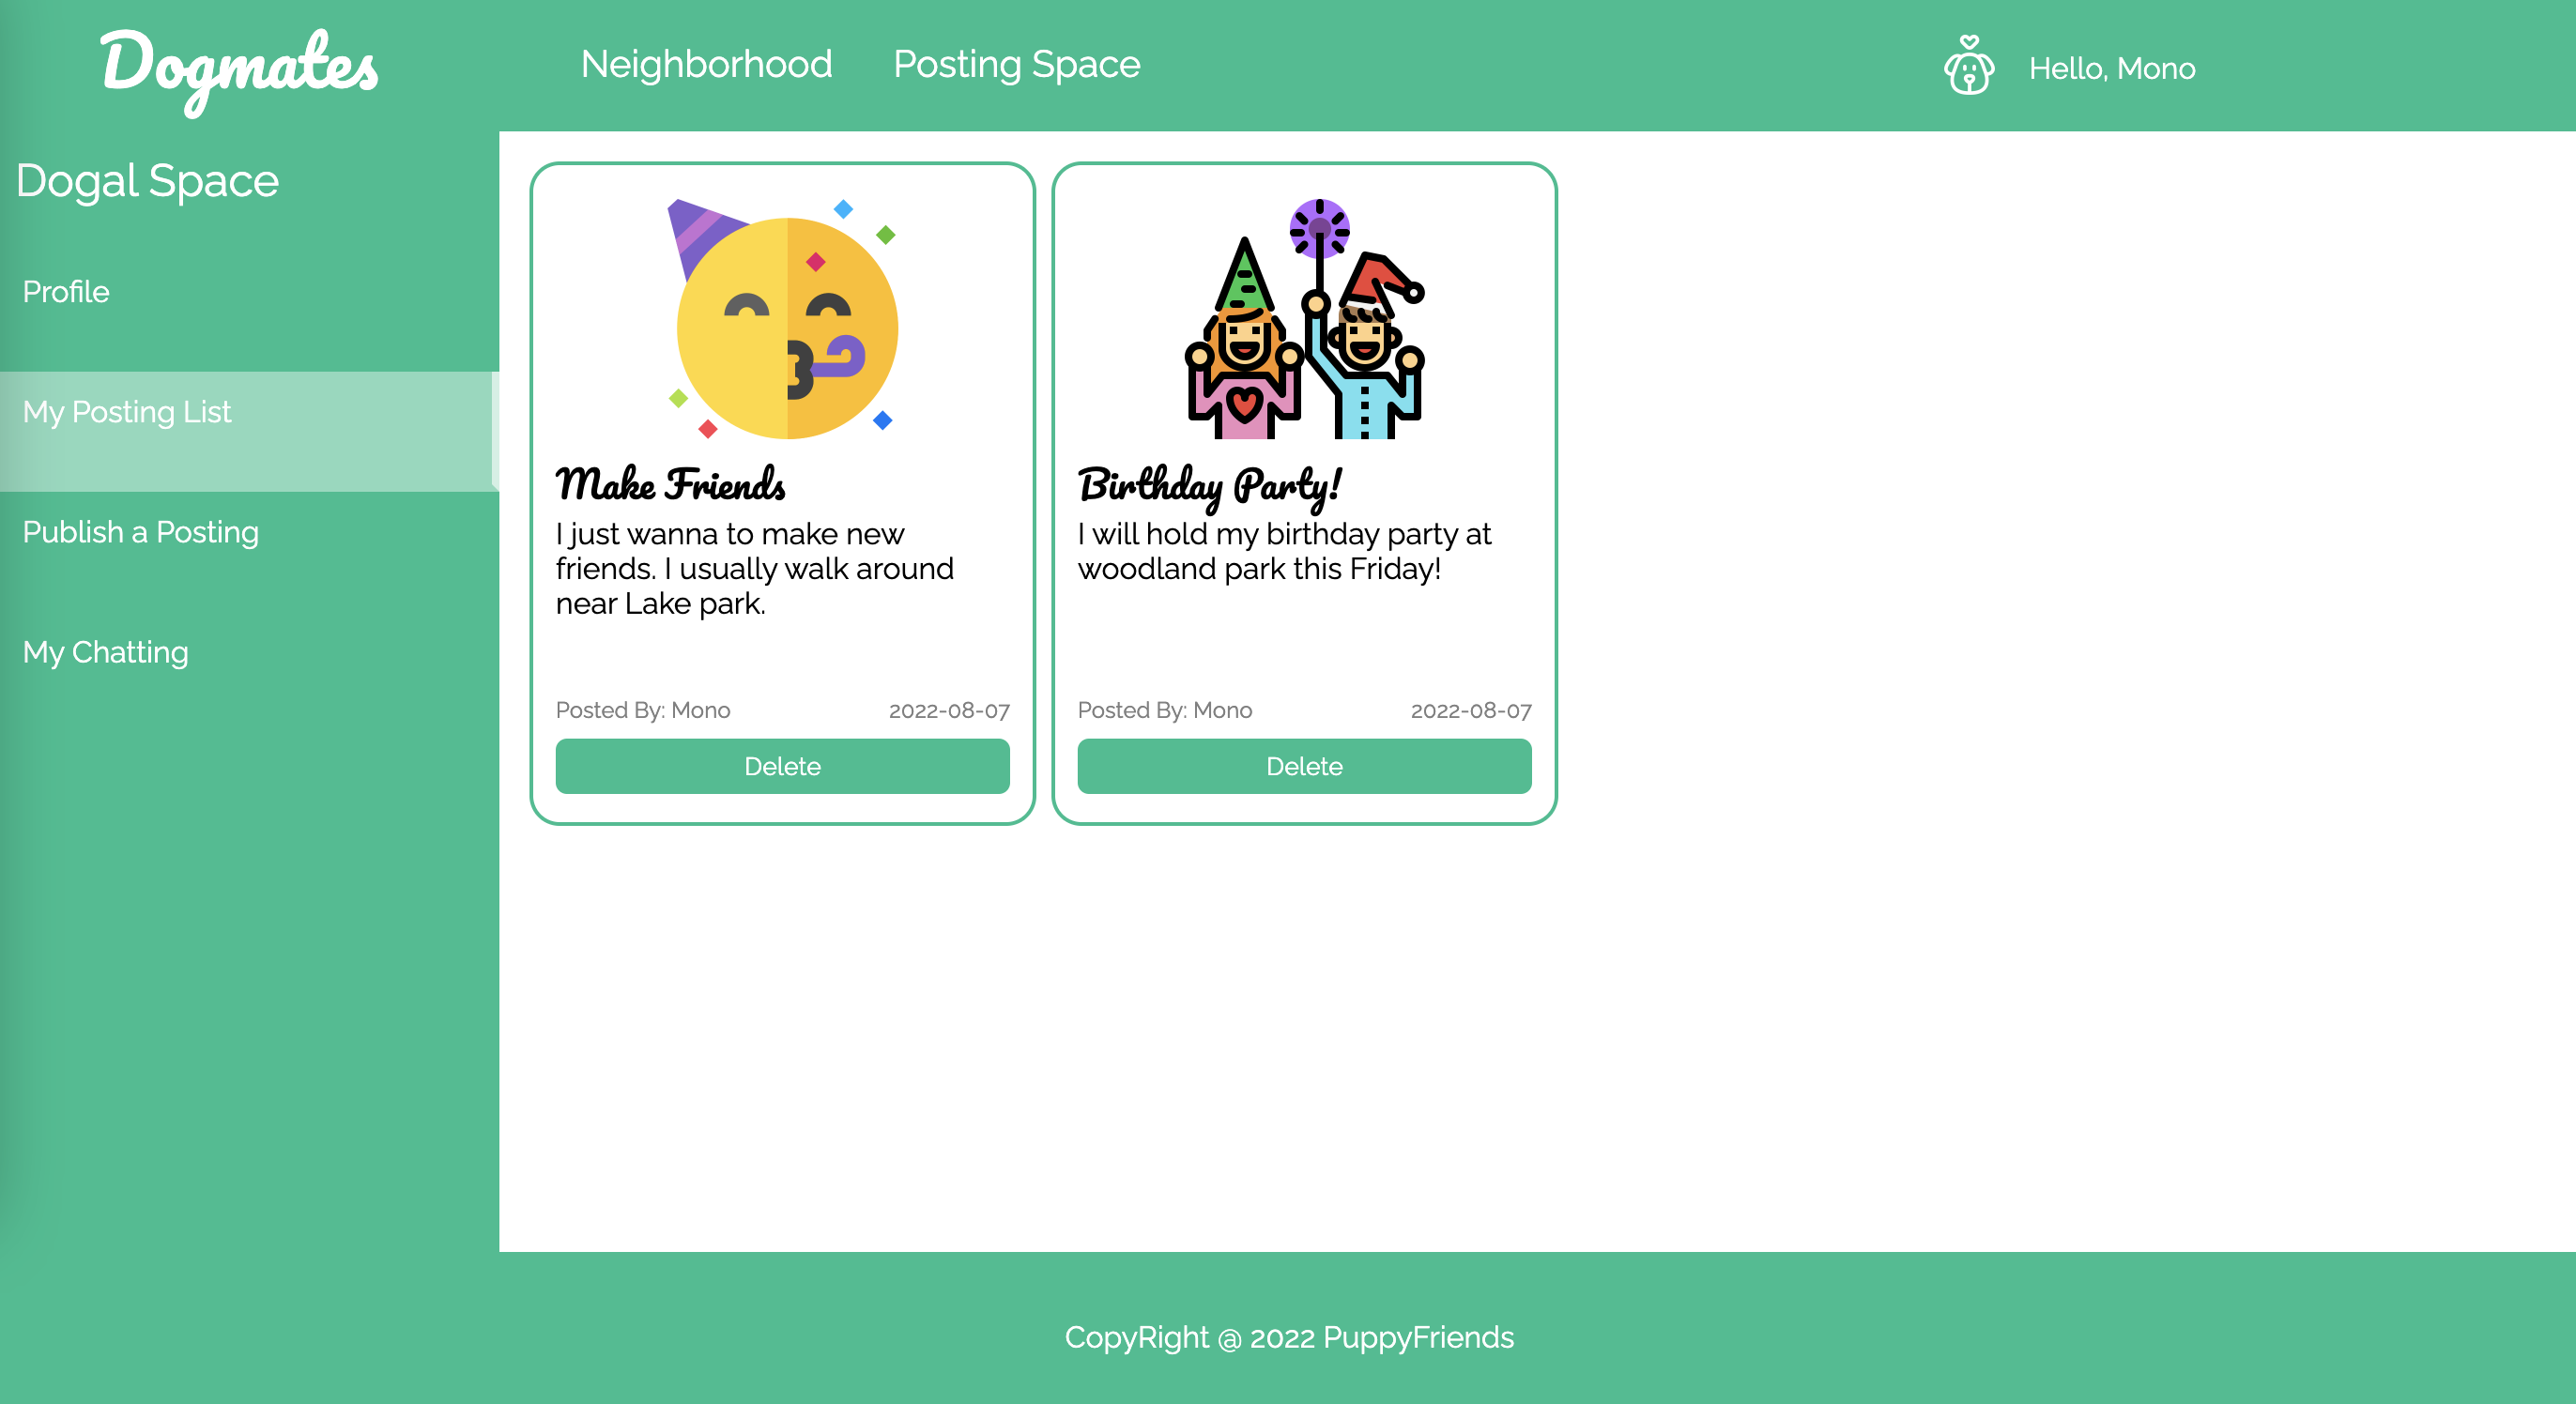 Dogmates
Neighborhood
Posting Space
Hello, Mono
Dogal Space
Profile
My Posting List
Publish a Posting
My Chatting
Make Friends
I just wanna to make new
friends. I usually walk around
near Lake park.
Posted By: Mono
2022-08-07
Delete
Birthday Party!
I will hold my birthday party at
woodland park this Friday!
Posted By: Mono
2022-08-07
Delete
CopyRight @ 2022 PuppyFriends